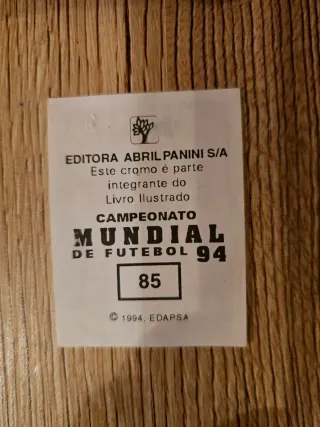 EDITORA ABRILPANINI S/A
Este cromo é parte
integrante do
Livro Ilustrado
CAMPEONATO
MUNDIAL
DE FUTEBOL 94
85
© 1994, EDAPSA